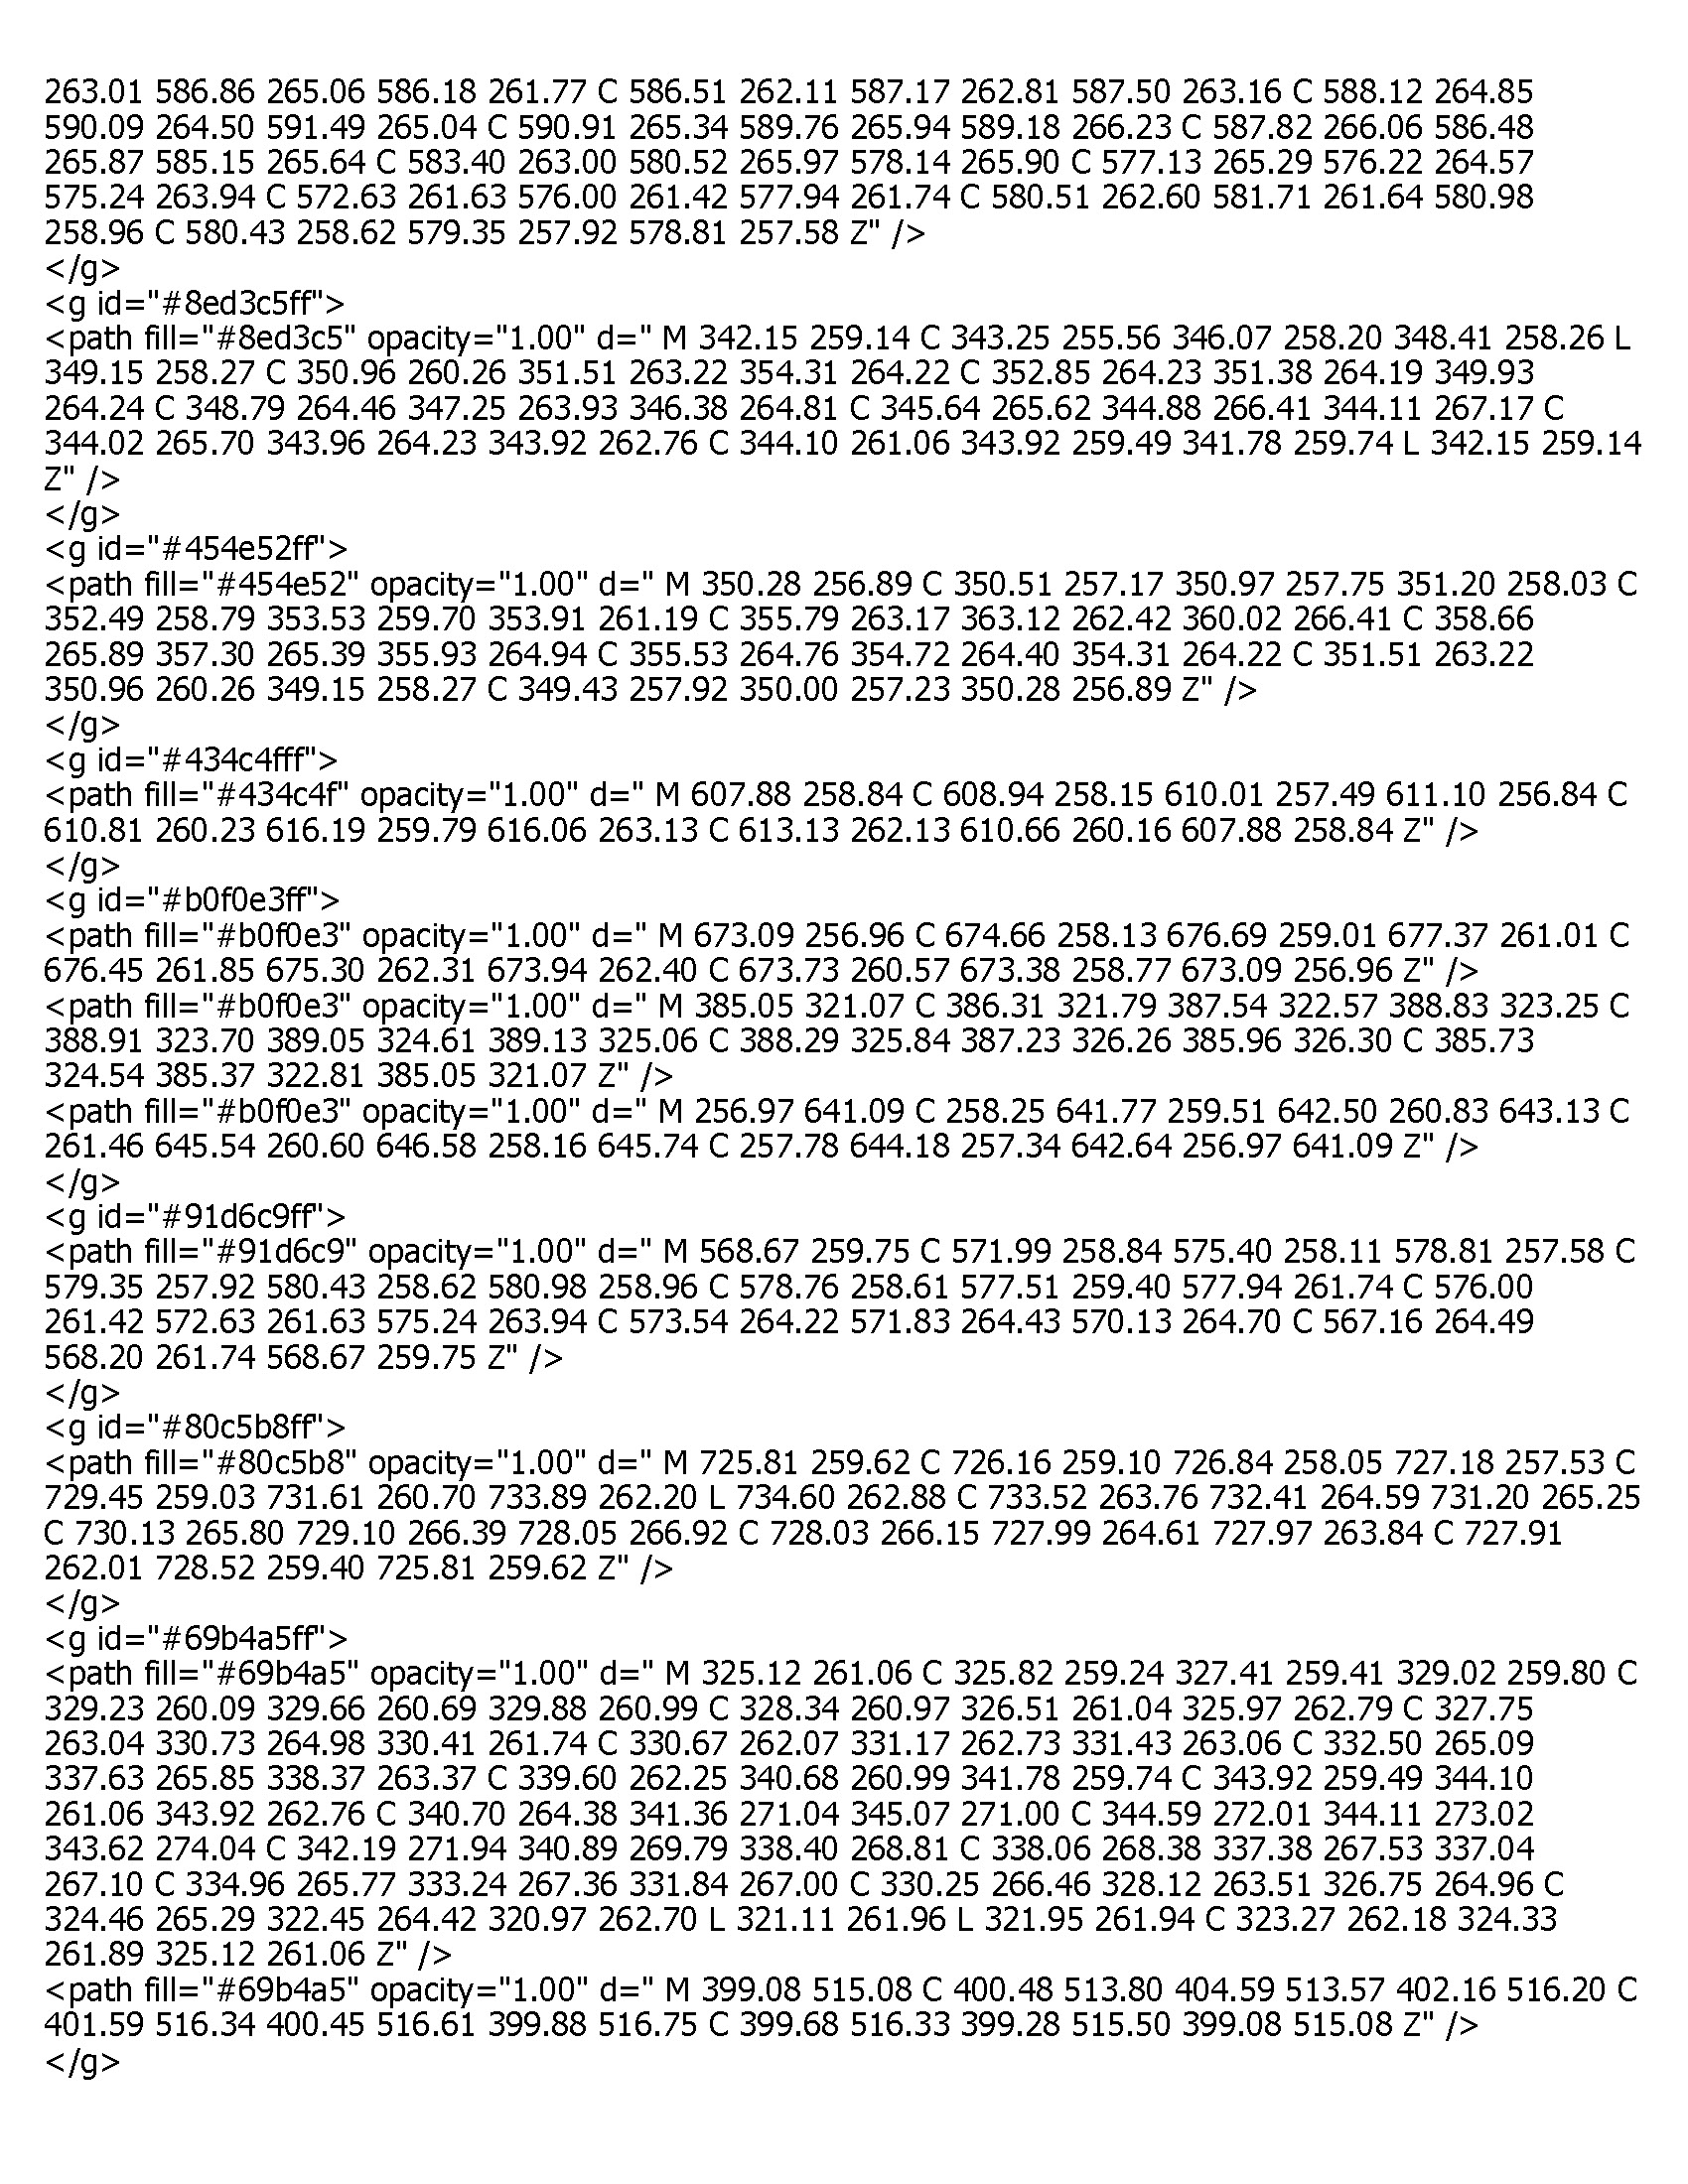 263.01 586.86 265.06 586.18 261.77 C 586.51 262.11 587.17 262.81 587.50 263.16 C 588.12 264.85
590.09 264.50 591.49 265.04 C 590.91 265.34 589.76 265.94 589.18 266.23 C 587.82 266.06 586.48
265.87 585.15 265.64 C 583.40 263.00 580.52 265.97 578.14 265.90 C 577.13 265.29 576.22 264.57
575.24 263.94 C 572.63 261.63 576.00 261.42 577.94 261.74 C 580.51 262.60 581.71 261.64 580.98
258.96 C 580.43 258.62 579.35 257.92 578.81 257.58 Z" />
</g>
<g id="#8ed3c5ff">
<path fill="#8ed3c5" opacity="1.00" d=" M 342.15 259.14 C 343.25 255.56 346.07 258.20 348.41 258.26 L
349.15 258.27 C 350.96 260.26 351.51 263.22 354.31 264.22 C 352.85 264.23 351.38 264.19 349.93
264.24 C 348.79 264.46 347.25 263.93 346.38 264.81 C 345.64 265.62 344.88 266.41 344.11 267.17 C
344.02 265.70 343.96 264.23 343.92 262.76 C 344.10 261.06 343.92 259.49 341.78 259.74 L 342.15 259.14
Z" />
</g>
<g id="#454e52ff">
<path fill="#454e52" opacity="1.00" d=" M 350.28 256.89 C 350.51 257.17 350.97 257.75 351.20 258.03 C
352.49 258.79 353.53 259.70 353.91 261.19 C 355.79 263.17 363.12 262.42 360.02 266.41 C 358.66
265.89 357.30 265.39 355.93 264.94 C 355.53 264.76 354.72 264.40 354.31 264.22 C 351.51 263.22
350.96 260.26 349.15 258.27 C 349.43 257.92 350.00 257.23 350.28 256.89 Z" />
</g>
<g id="#434c4fff">
<path fill="#434c4f" opacity="1.00" d=" M 607.88 258.84 C 608.94 258.15 610.01 257.49 611.10 256.84 C
610.81 260.23 616.19 259.79 616.06 263.13 C 613.13 262.13 610.66 260.16 607.88 258.84 Z" />
</g>
<g id="#b0f0e3ff">
<path fill="#b0f0e3" opacity="1.00" d=" M 673.09 256.96 C 674.66 258.13 676.69 259.01 677.37 261.01 C
676.45 261.85 675.30 262.31 673.94 262.40 C 673.73 260.57 673.38 258.77 673.09 256.96 Z" />
<path fill="#b0f0e3" opacity="1.00" d=" M 385.05 321.07 C 386.31 321.79 387.54 322.57 388.83 323.25 C
388.91 323.70 389.05 324.61 389.13 325.06 C 388.29 325.84 387.23 326.26 385.96 326.30 C 385.73
324.54 385.37 322.81 385.05 321.07 Z" />
<path fill="#b0f0e3" opacity="1.00" d=" M 256.97 641.09 C 258.25 641.77 259.51 642.50 260.83 643.13 C
261.46 645.54 260.60 646.58 258.16 645.74 C 257.78 644.18 257.34 642.64 256.97 641.09 Z" />
</g>
<g id="#91d6c9ff">
<path fill="#91d6c9" opacity="1.00" d=" M 568.67 259.75 C 571.99 258.84 575.40 258.11 578.81 257.58 C
579.35 257.92 580.43 258.62 580.98 258.96 C 578.76 258.61 577.51 259.40 577.94 261.74 C 576.00
261.42 572.63 261.63 575.24 263.94 C 573.54 264.22 571.83 264.43 570.13 264.70 C 567.16 264.49
568.20 261.74 568.67 259.75 Z" />
</g>
<g id="#80c5b8ff">
<path fill="#80c5b8" opacity="1.00" d=" M 725.81 259.62 C 726.16 259.10 726.84 258.05 727.18 257.53 C
729.45 259.03 731.61 260.70 733.89 262.20 L 734.60 262.88 C 733.52 263.76 732.41 264.59 731.20 265.25
C 730.13 265.80 729.10 266.39 728.05 266.92 C 728.03 266.15 727.99 264.61 727.97 263.84 C 727.91
262.01 728.52 259.40 725.81 259.62 Z" />
</g>
<g id="#69b4a5ff">
<path fill="#69b4a5" opacity="1.00" d=" M 325.12 261.06 C 325.82 259.24 327.41 259.41 329.02 259.80 C
329.23 260.09 329.66 260.69 329.88 260.99 C 328.34 260.97 326.51 261.04 325.97 262.79 C 327.75
263.04 330.73 264.98 330.41 261.74 C 330.67 262.07 331.17 262.73 331.43 263.06 C 332.50 265.09
337.63 265.85 338.37 263.37 C 339.60 262.25 340.68 260.99 341.78 259.74 C 343.92 259.49 344.10
261.06 343.92 262.76 C 340.70 264.38 341.36 271.04 345.07 271.00 C 344.59 272.01 344.11 273.02
343.62 274.04 C 342.19 271.94 340.89 269.79 338.40 268.81 C 338.06 268.38 337.38 267.53 337.04
267.10 C 334.96 265.77 333.24 267.36 331.84 267.00 C 330.25 266.46 328.12 263.51 326.75 264.96 C
324.46 265.29 322.45 264.42 320.97 262.70 L 321.11 261.96 L 321.95 261.94 C 323.27 262.18 324.33
261.89 325.12 261.06 Z" />
<path fill="#69b4a5" opacity="1.00" d=" M 399.08 515.08 C 400.48 513.80 404.59 513.57 402.16 516.20 C
401.59 516.34 400.45 516.61 399.88 516.75 C 399.68 516.33 399.28 515.50 399.08 515.08 Z" />
</g>